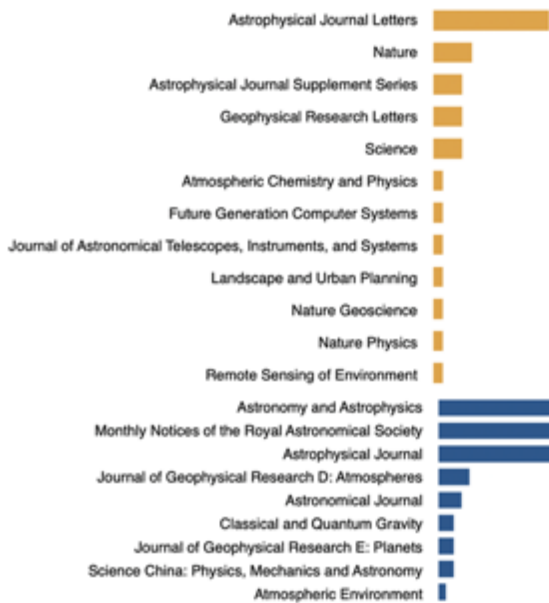 Astrophysical Journal Letters
Nature
Astrophysical Journal Supplement Series
Geophysical Research Letters
Science
Atmospheric Chemistry and Physics
Future Generation Computer Systems
Journal of Astronomical Telescopes, Instruments, and Systems
Landscape and Urban Planning
Nature Geoscience
Nature Physics
Remote Sensing of Environment
Astronomy and Astrophysics
Monthly Notices of the Royal Astronomical Society
Astrophysical Journal
Journal of Geophysical Research D: Atmospheres
Astronomical Journal
Classical and Quantum Gravity
Journal of Geophysical Research E: Planets
Science China: Physics, Mechanics and Astronomy
Atmospheric Environment